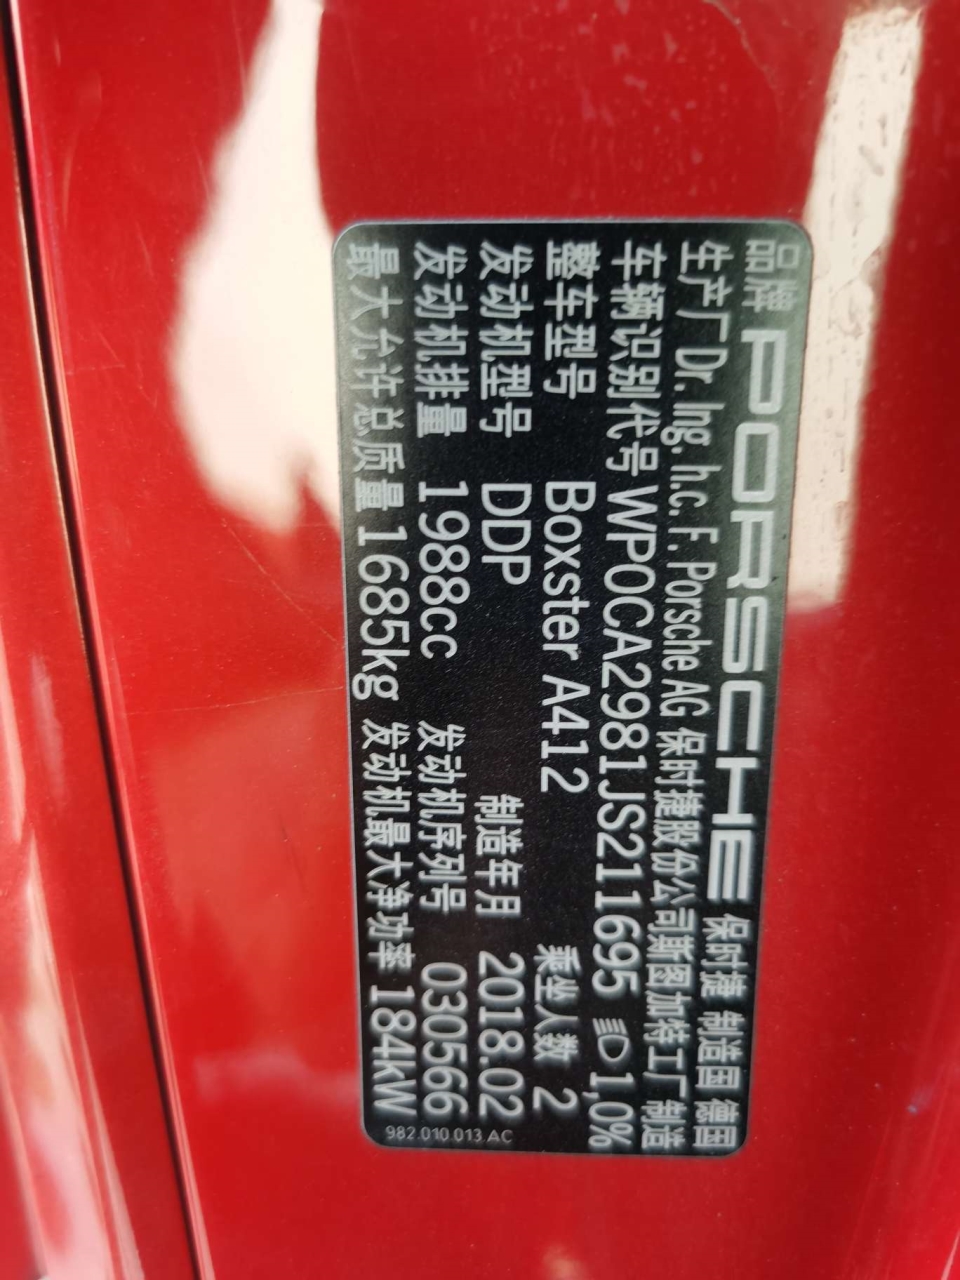 品牌 PORSCHE 保时捷 制造国 德国
生产厂 Dr. Ing. h.c. F. Porsche AG 保时捷股份公司斯图加特工厂制造
车辆识别代号 WP0CA2981JS211695 1,0%
整车型号 Boxster A412 乘坐人数 2
发动机型号 DDP 制造年月 2018.02
发动机排量 1988cc 发动机序列号 030566
最大允许总质量 1685kg 发动机最大净功率 184kW
982.010.013.AC